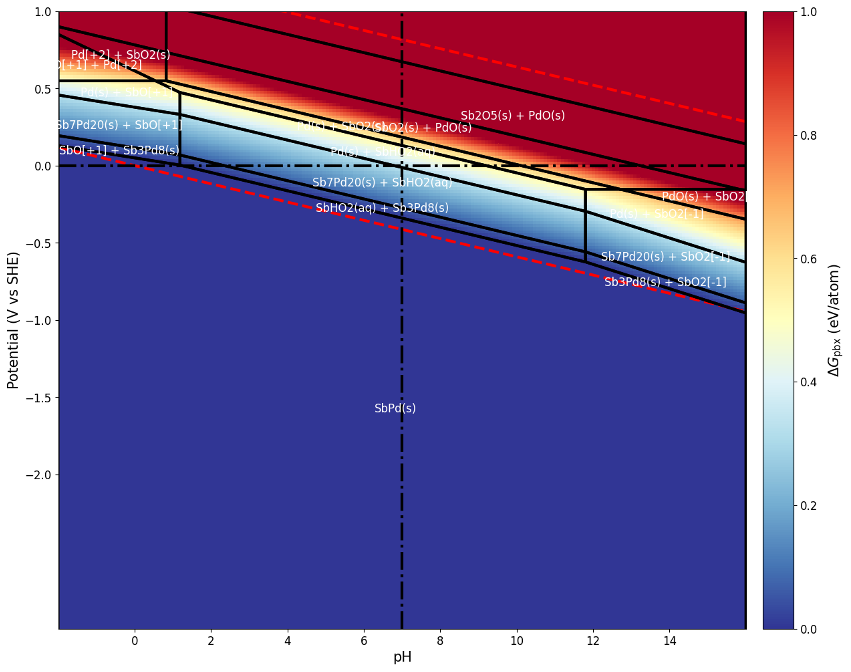 1.0
0.5
0.0
−0.5
−1.0
−1.5
−2.0
Potential (V vs SHE)
Pd[+2] + SbO2(s)
O[+1] + Pd[+2]
Pd(s) + SbO[+1]
Sb7Pd20(s) + SbO[+1]
SbO[+1] + Sb3Pd8(s)
Sb2O5(s) + PdO(s)
SbO2(s) + PdO(s)
Sb7Pd20(s) + SbHO2(aq)
SbHO2(aq) + Sb3Pd8(s)
PdO(s) + SbO2[
Pd(s) + SbO2[-1]
Sb7Pd20(s) + SbO2[-1]
Sb3Pd8(s) + SbO2[-1]
SbPd(s)
0 2 4 6 8 10 12 14
pH
1.0
0.8
0.6
0.4
0.2
0.0
ΔGpbx (eV/atom)